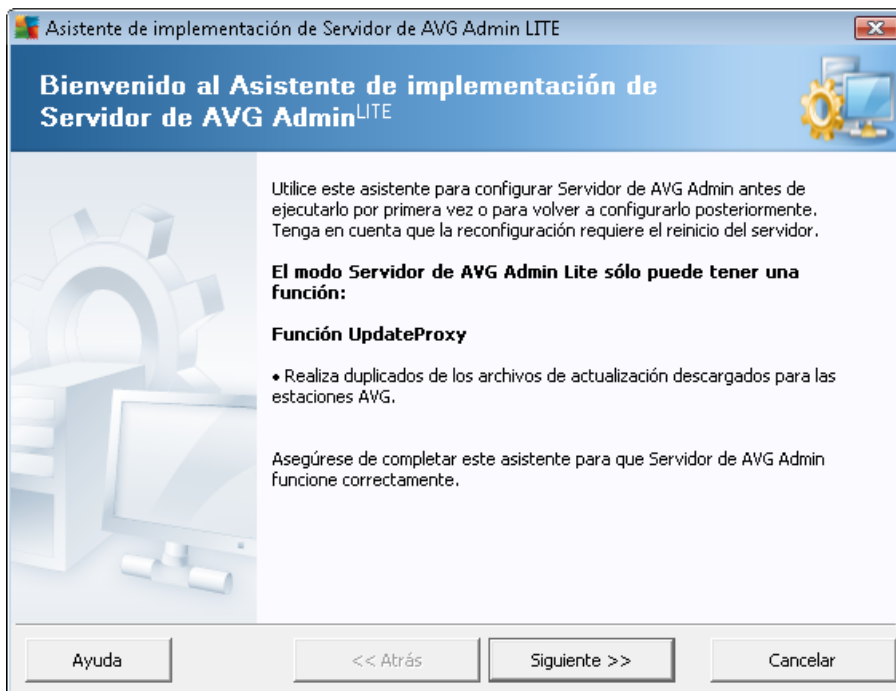 Asistente de implementación de Servidor de AVG Admin LITE
Bienvenido al Asistente de implementación de
Servidor de AVG AdminLITE
Utilice este asistente para configurar Servidor de AVG Admin antes de
ejecutarlo por primera vez o para volver a configurarlo posteriormente.
Tenga en cuenta que la reconfiguración requiere el reinicio del servidor.
El modo Servidor de AVG Admin Lite sólo puede tener una
función:
Función UpdateProxy
• Realiza duplicados de los archivos de actualización descargados para las
estaciones AVG.
Asegúrese de completar este asistente para que Servidor de AVG Admin
funcione correctamente.
Ayuda
<< Atrás
Siguiente >>
Cancelar